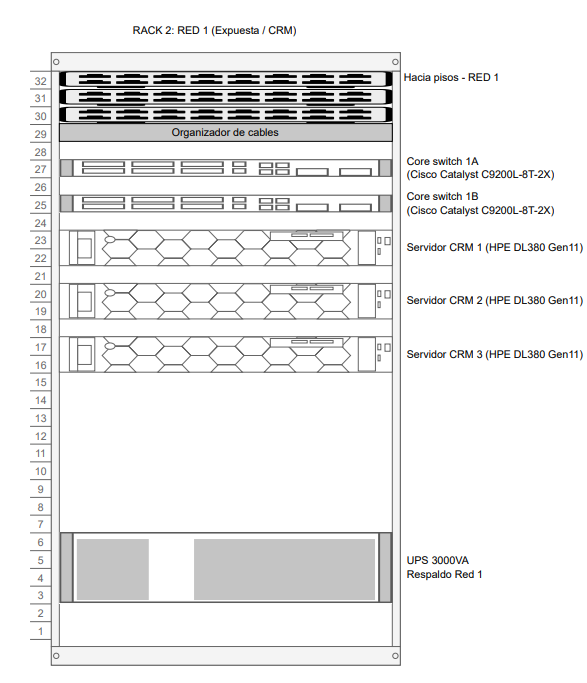 RACK 2: RED 1 (Expuesta / CRM)
32
Hacia pisos - RED 1
31
30
29
Organizador de cables
28
27
Core switch 1A
(Cisco Catalyst C9200L-8T-2X)
26
25
Core switch 1B
(Cisco Catalyst C9200L-8T-2X)
24
23
Servidor CRM 1 (HPE DL380 Gen11)
22
21
20
Servidor CRM 2 (HPE DL380 Gen11)
19
18
17
Servidor CRM 3 (HPE DL380 Gen11)
16
15
14
13
12
11
10
9
8
7
6
5
UPS 3000VA
4
Respaldo Red 1
3
2
1